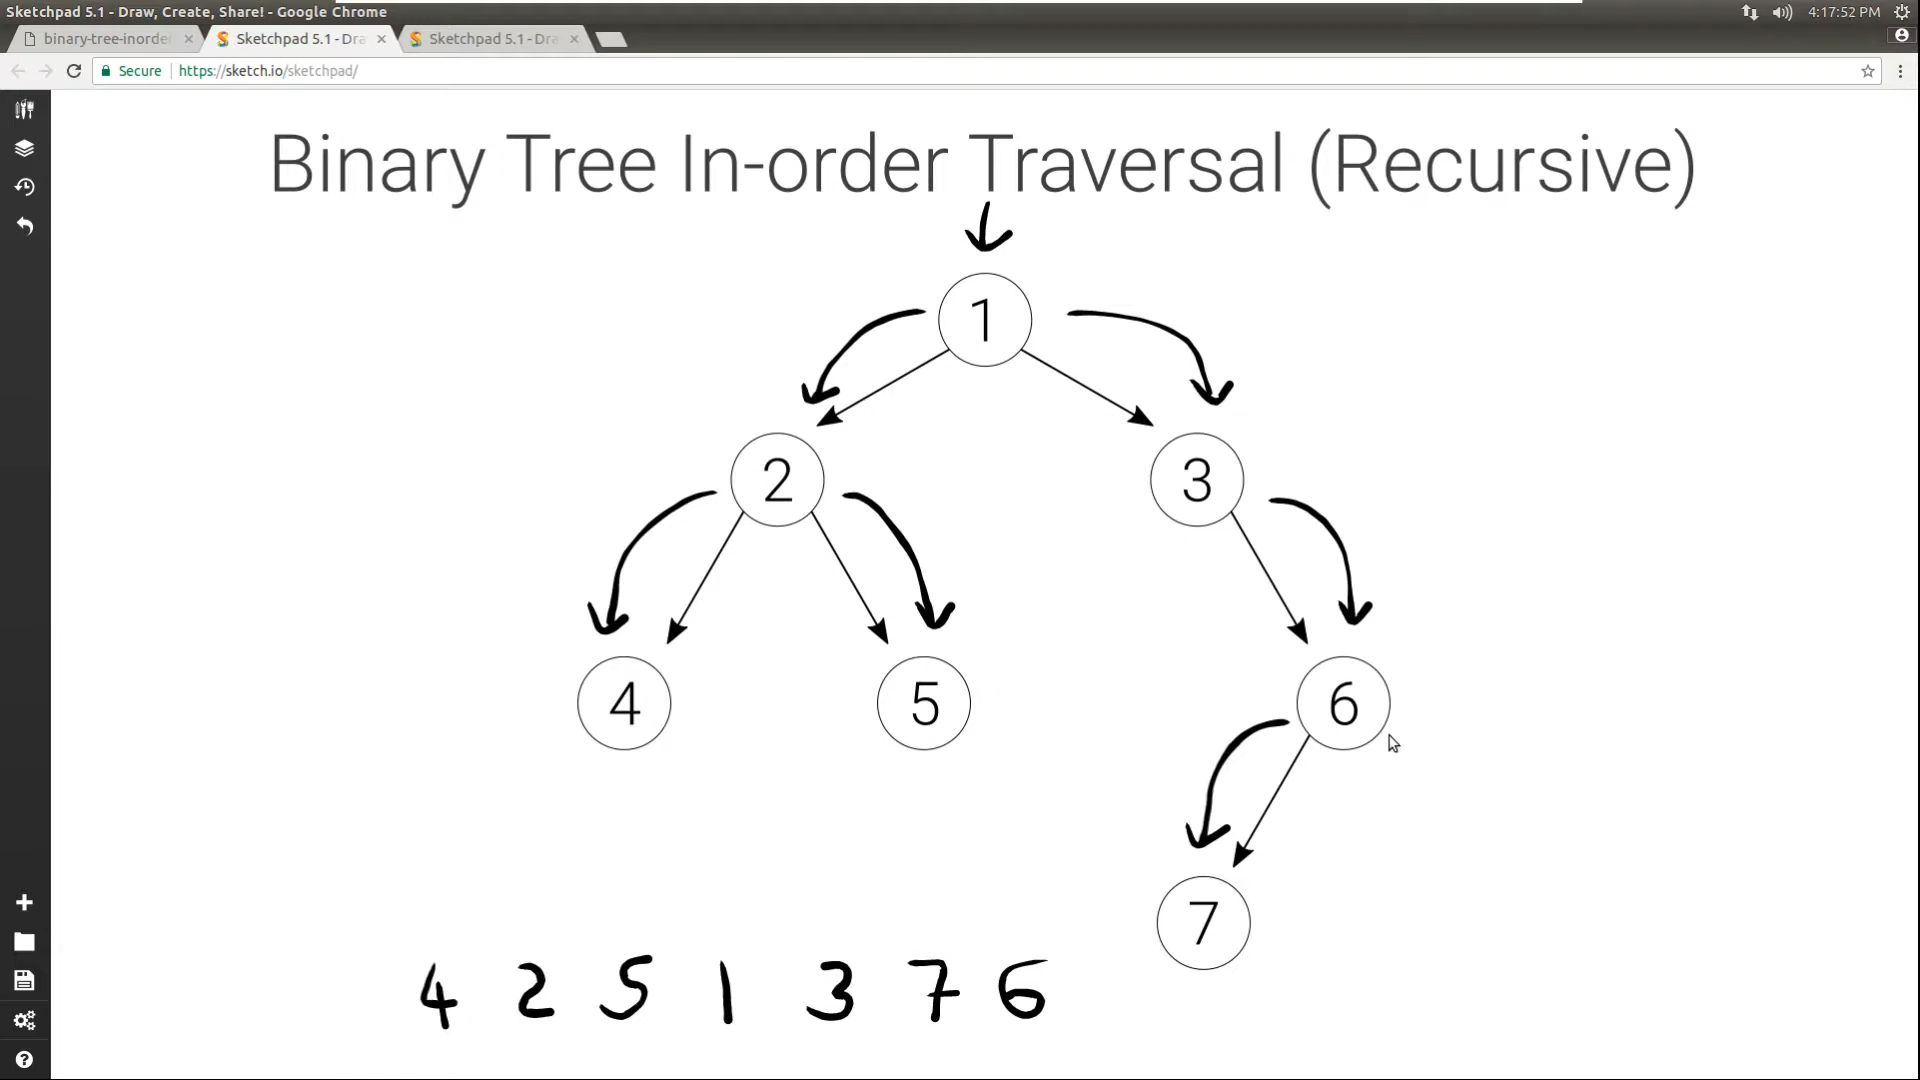 Sketchpad 5.1 - Draw, Create, Share! - Google Chrome
4:17:52 PM
binary-tree-inorde
Sketchpad 5.1 - Dra
Sketchpad 5.1 - Dra
Secure
https://sketch.io/sketchpad/
Binary Tree In-order Traversal (Recursive)
1
2
3
4
5
6
7
4 2 5 1 3 7 6